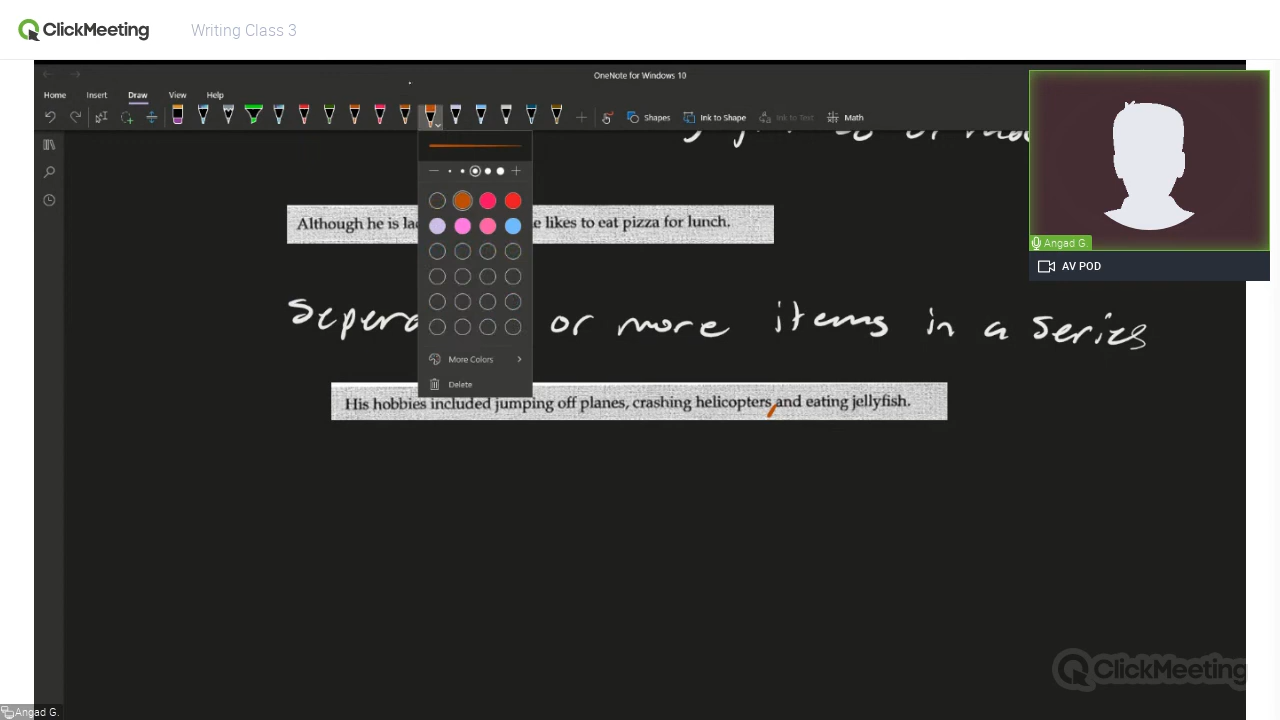 ClickMeeting Writing Class 3
OneNote for Windows 10
Home Insert Draw View Help
Shapes Ink to Shape Ink to Text Math
Although he is he likes to eat pizza for lunch.
or more items in a series
More Colors
Delete
His hobbies included jumping off planes, crashing helicopters and eating jellyfish.
Angad G.
AV POD
ClickMeeting
Angad G.